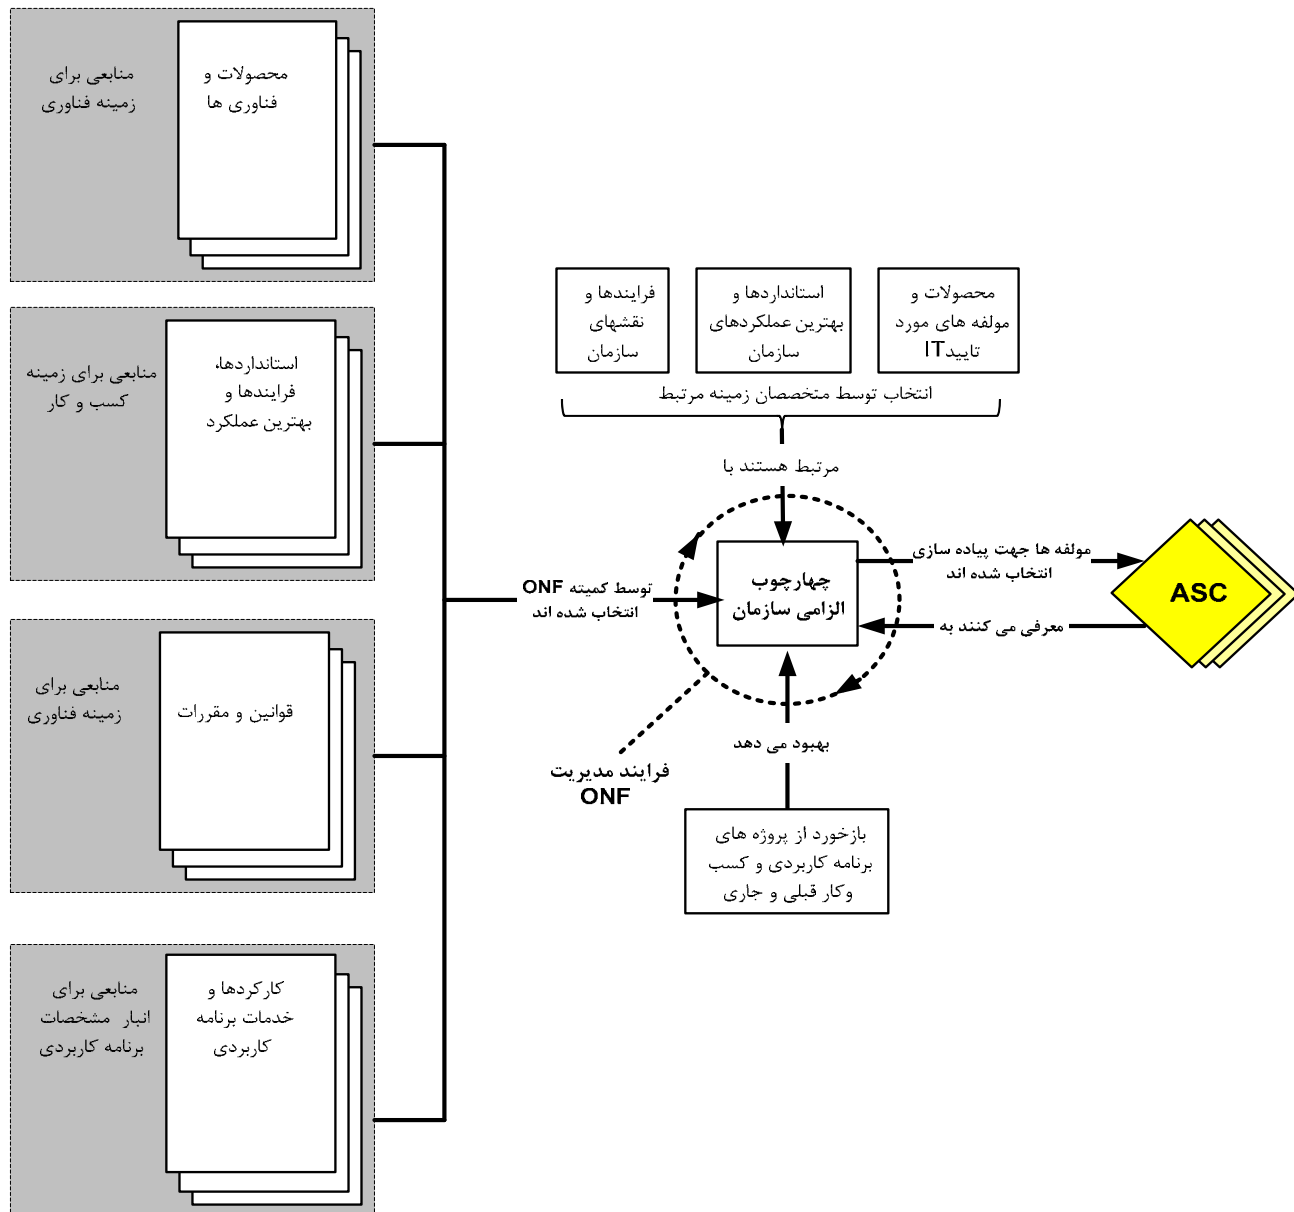 منابعی برای
زمینه فناوری
محصولات و
فناوری ها
منابعی برای زمینه
کسب و کار
استانداردها،
فرایندها و
بهترین عملکرد
منابعی برای
زمینه فناوری
قوانین و مقررات
منابعی برای
انبار مشخصات
برنامه کاربردی
کارکردها و
خدمات برنامه
کاربردی
فرایندها و
نقشهای
سازمان
استانداردها و
بهترین عملکردهای
سازمان
محصولات و
مولفه های مورد
تاییدIT
انتخاب توسط متخصصان زمینه مرتبط
مرتبط هستند با
توسط کمیته ONF
انتخاب شده اند
چهارچوب
الزامی سازمان
مولفه ها جهت پیاده سازی
انتخاب شده اند
معرفی می کنند به
ASC
بهبود می دهد
فرایند مدیریت
ONF
بازخورد از پروژه های
برنامه کاربردی و کسب
وکار قبلی و جاری